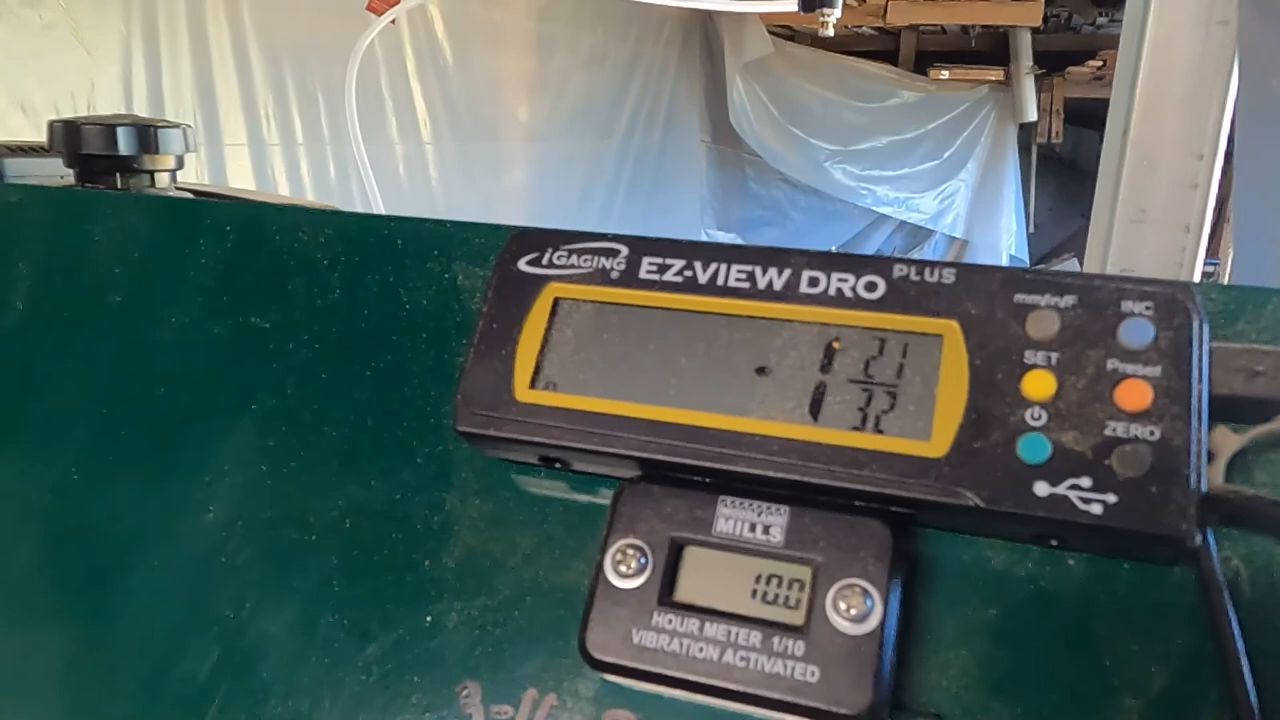 iGAGING® EZ-VIEW DRO PLUS
mm/in/F INC
SET Preset
ZERO
1 21/32
MILLS
10.0
HOUR METER 1/10
VIBRATION ACTIVATED